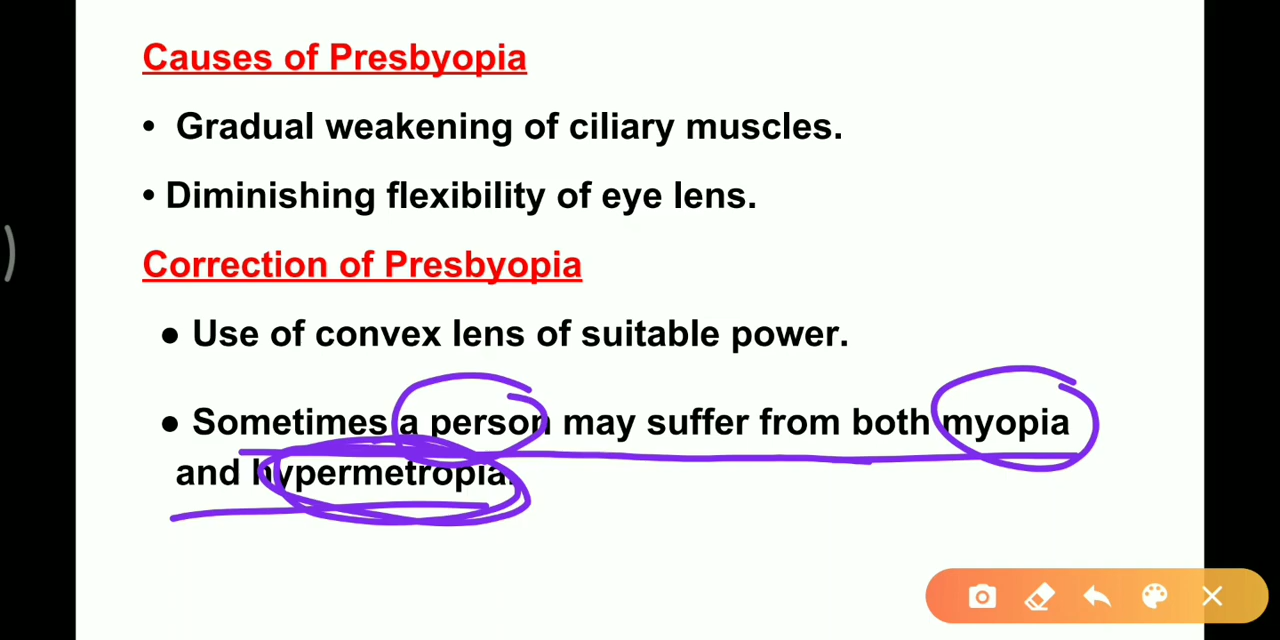 Causes of Presbyopia
• Gradual weakening of ciliary muscles.
• Diminishing flexibility of eye lens.
Correction of Presbyopia
● Use of convex lens of suitable power.
● Sometimes a person may suffer from both myopia
and hypermetropia.